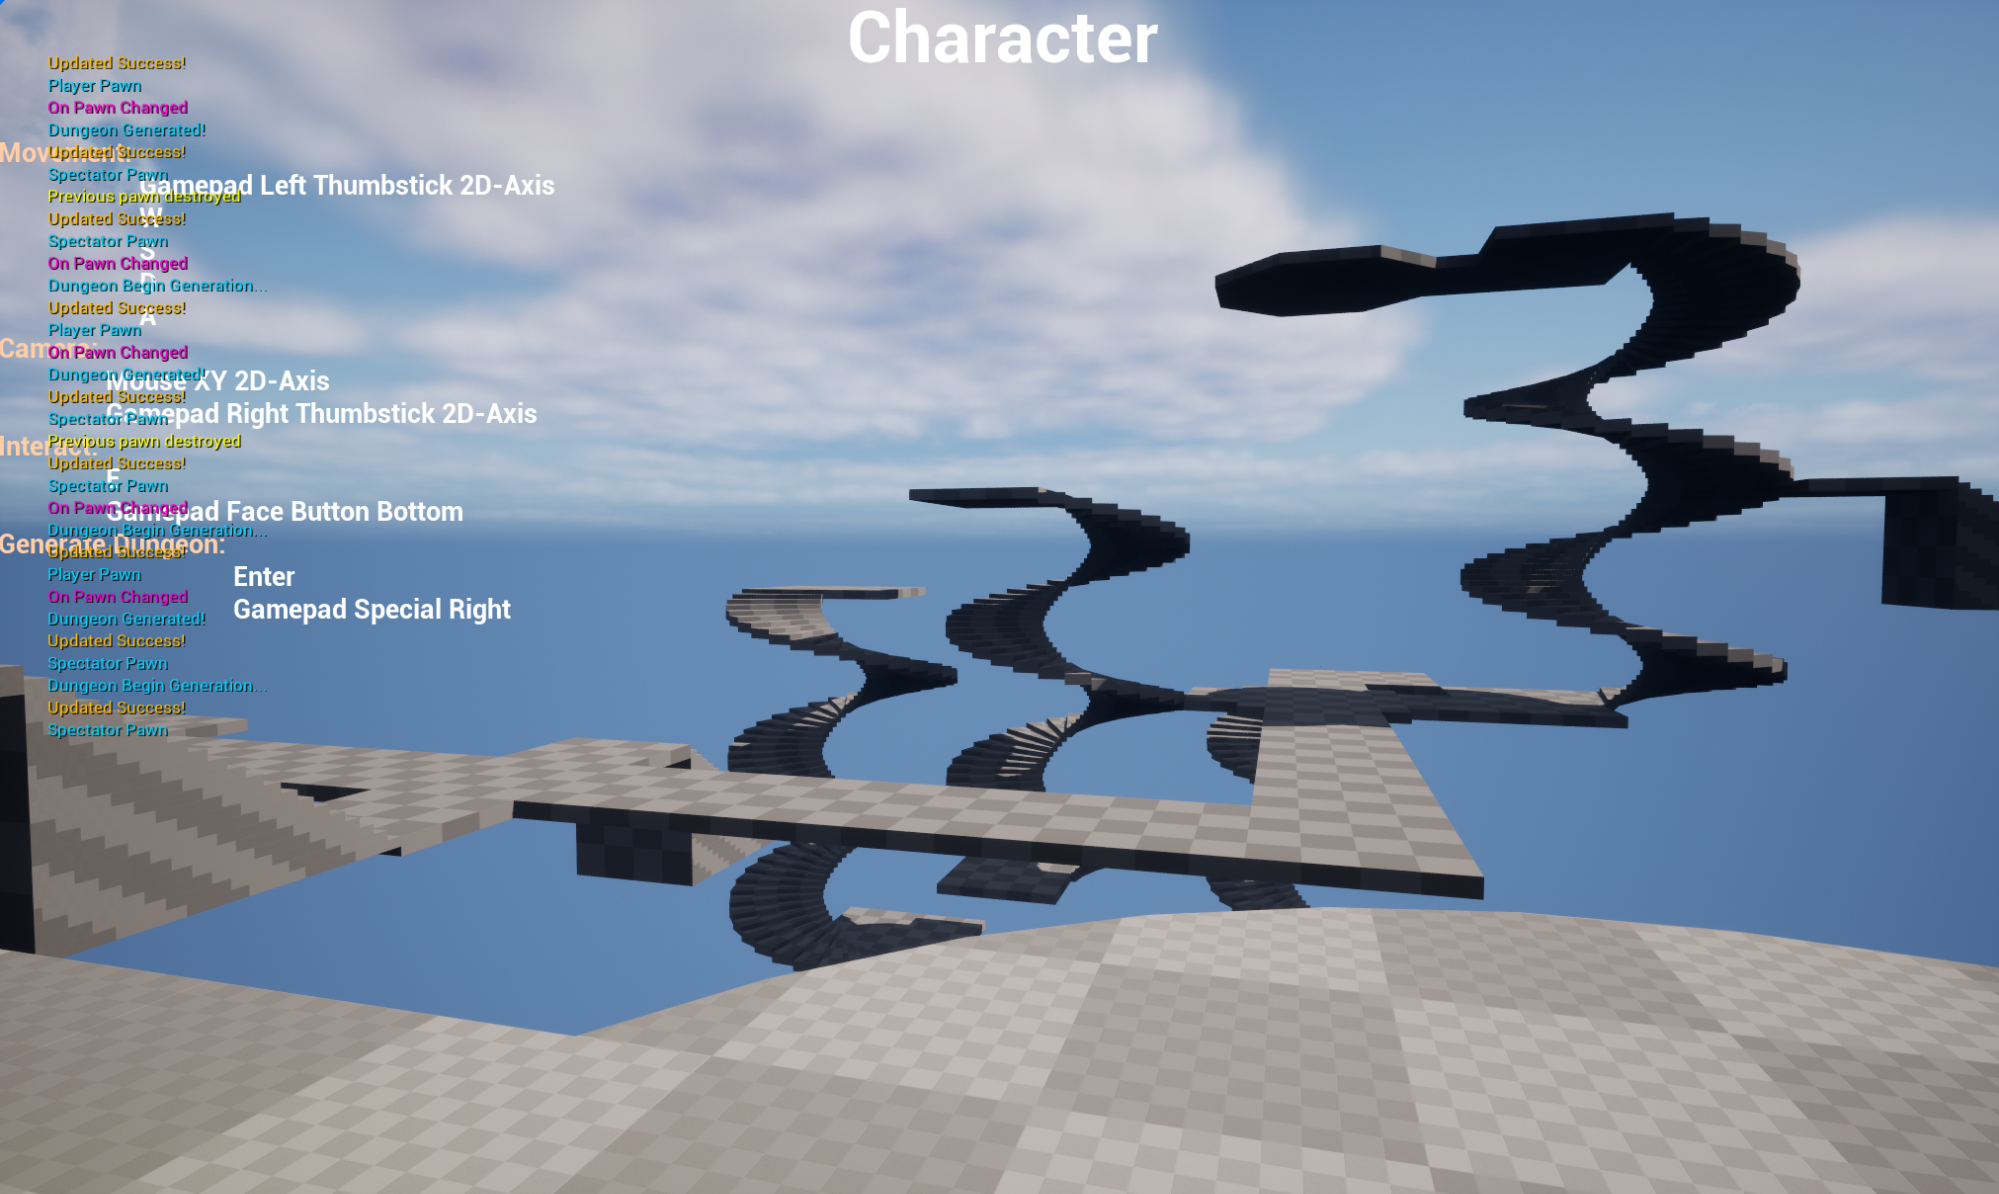 Character
Updated Success!
Player Pawn
On Pawn Changed
Dungeon Generated!
Movement:
Updated Success!
Spectator Pawn
Gamepad Left Thumbstick 2D-Axis
Previous pawn destroyed
W
Updated Success!
Spectator Pawn
S
On Pawn Changed
D
Dungeon Begin Generation...
Updated Success!
A
Player Pawn
Camera:
On Pawn Changed
Dungeon Generated!
Mouse XY 2D-Axis
Updated Success!
Gamepad Right Thumbstick 2D-Axis
Spectator Pawn
Interact:
Previous pawn destroyed
Updated Success!
Spectator Pawn
On Pawn Changed
Gamepad Face Button Bottom
Dungeon Begin Generation...
Generate Dungeon:
Updated Success!
Player Pawn
Enter
On Pawn Changed
Gamepad Special Right
Dungeon Generated!
Updated Success!
Spectator Pawn
Dungeon Begin Generation...
Updated Success!
Spectator Pawn